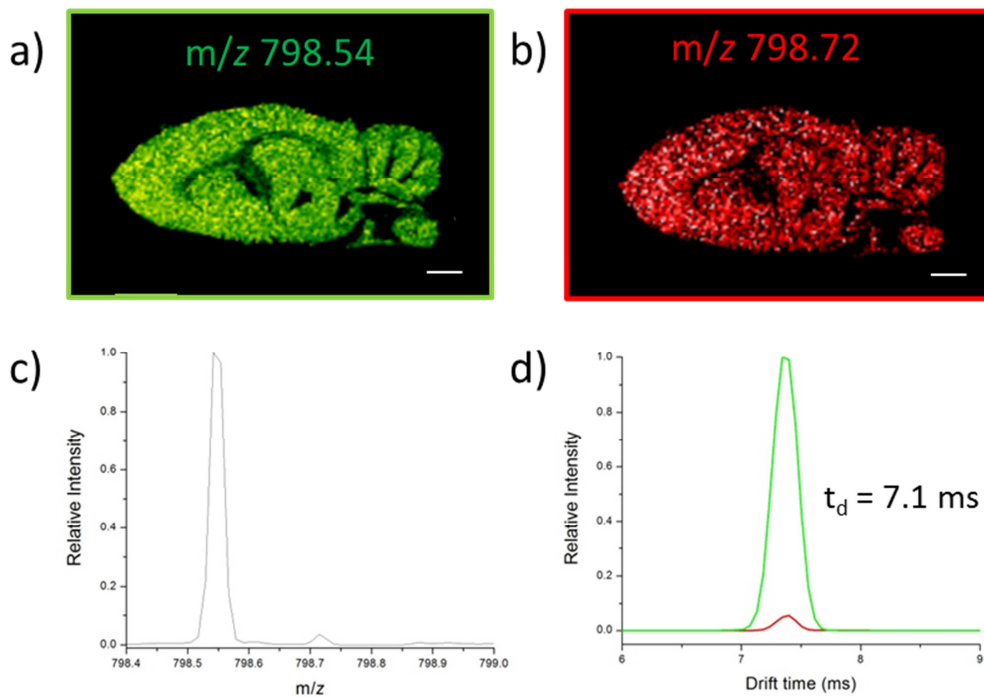 a)
m/z 798.54
b)
m/z 798.72
c)
1.0
0.8
0.6
0.4
0.2
0.0
Relative Intensity
798.4 798.5 798.6 798.7 798.8 798.9 799.0
m/z
d)
1.0
0.8
0.6
0.4
0.2
0.0
Relative Intensity
td = 7.1 ms
6 7 8 9
Drift time (ms)